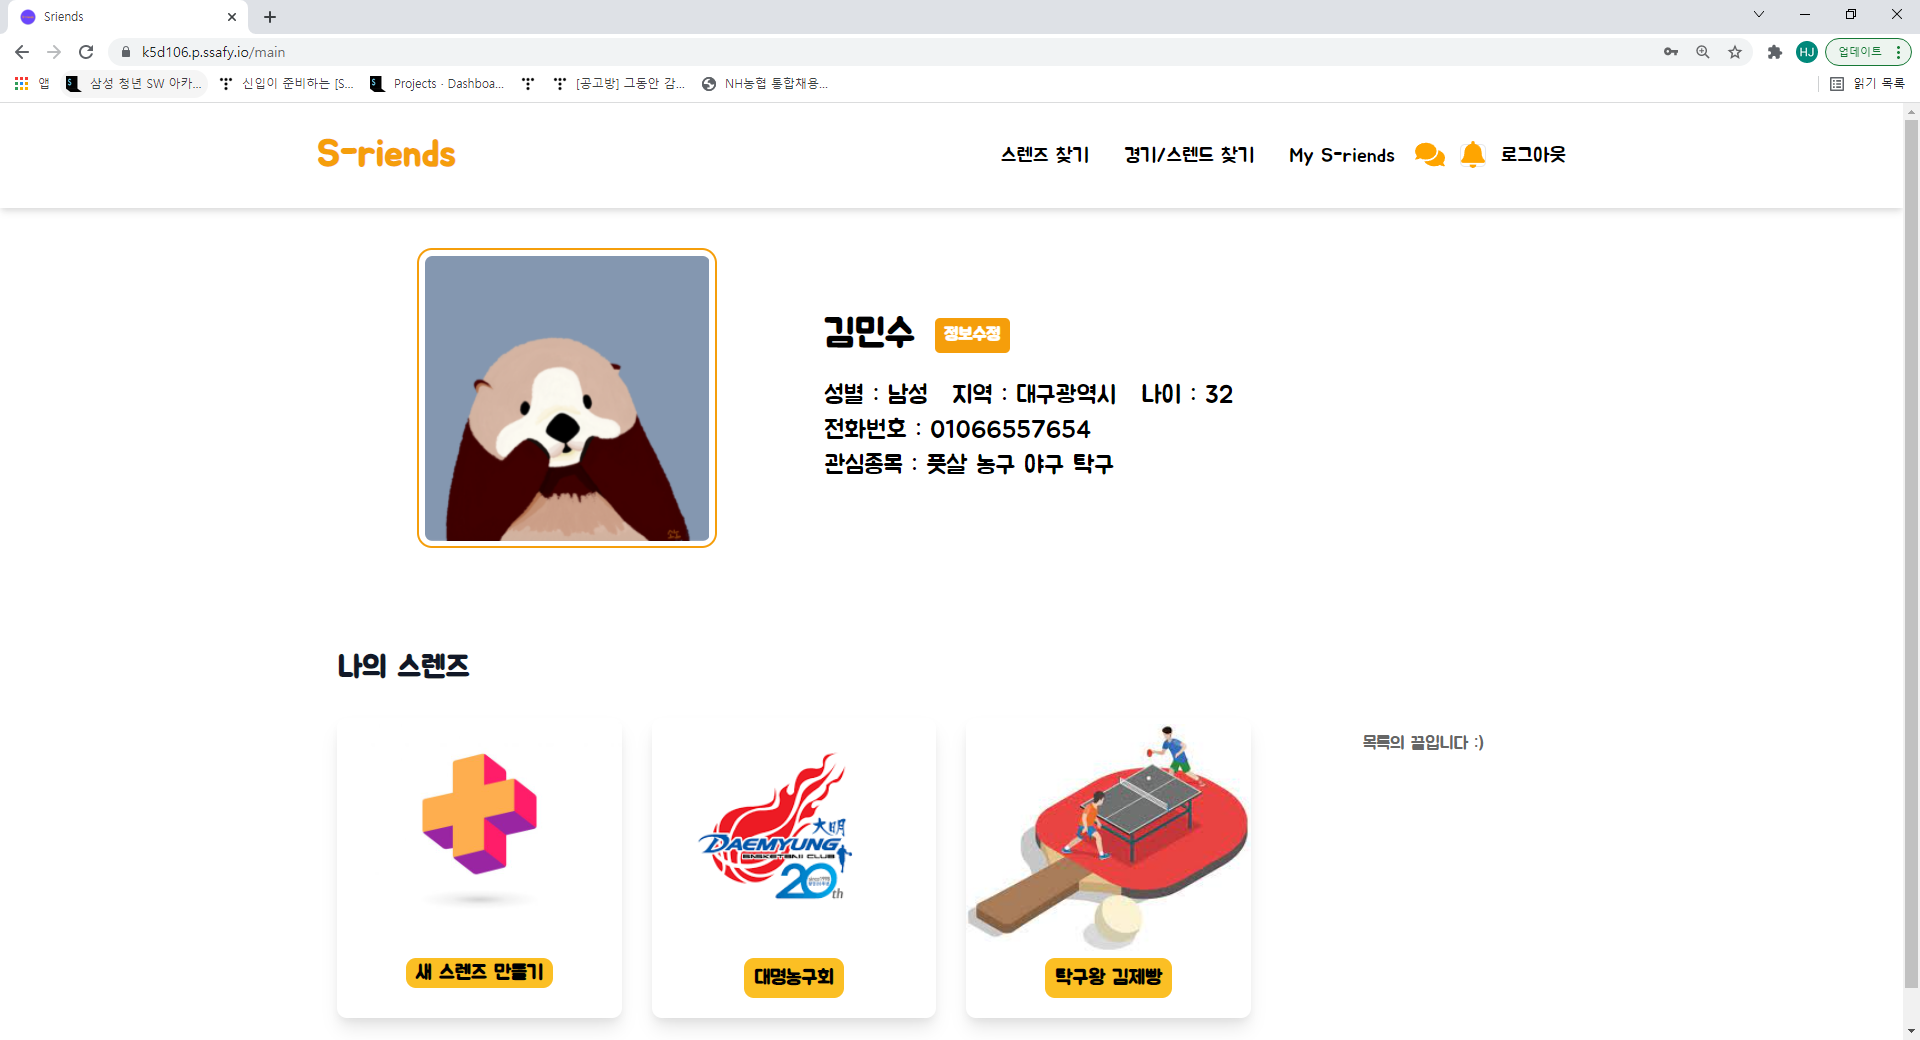 Sriends
k5d106.p.ssafy.io/main
업데이트
앱
삼성 청년 SW 아카...
신입이 준비하는 [S...
Projects · Dashboa...
[공고방] 그동안 감...
NH농협 통합채용...
읽기 목록
HJ
S-riends
스렌즈 찾기
경기/스렌드 찾기
My S-riends
로그아웃
김민수
정보수정
성별 : 남성 지역 : 대구광역시 나이 : 32
전화번호 : 01066557654
관심종목 : 풋살 농구 야구 탁구
나의 스렌즈
목록의 끝입니다 :)
大明
DAEMYUNG
BASKETBALL CLUB
20th
새 스렌즈 만들기
대명농구회
탁구왕 김제빵